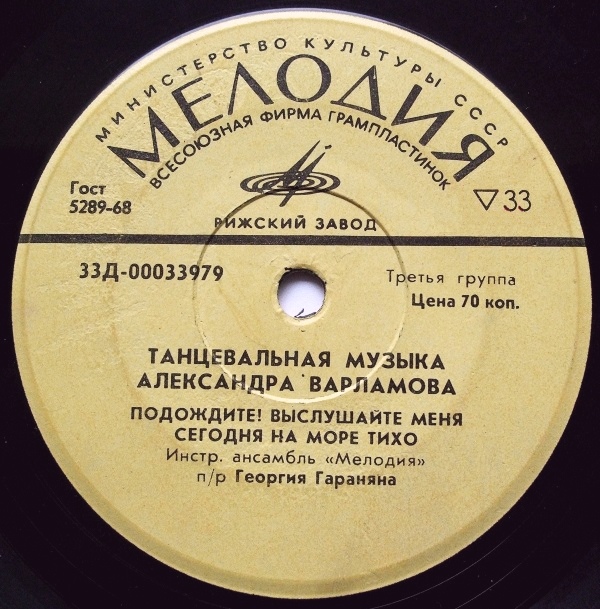 МИНИСТЕРСТВО КУЛЬТУРЫ СССР
МЕЛОДИЯ
ВСЕСОЮЗНАЯ ФИРМА ГРАМПЛАСТИНОК
Гост
5289-68
▽ 33
РИЖСКИЙ ЗАВОД
33Д-00033979
Третья группа
Цена 70 коп.
ТАНЦЕВАЛЬНАЯ МУЗЫКА
АЛЕКСАНДРА ВАРЛАМОВА
ПОДОЖДИТЕ! ВЫСЛУШАЙТЕ МЕНЯ
СЕГОДНЯ НА МОРЕ ТИХО
Инстр. ансамбль «Мелодия»
п/р Георгия Гараняна